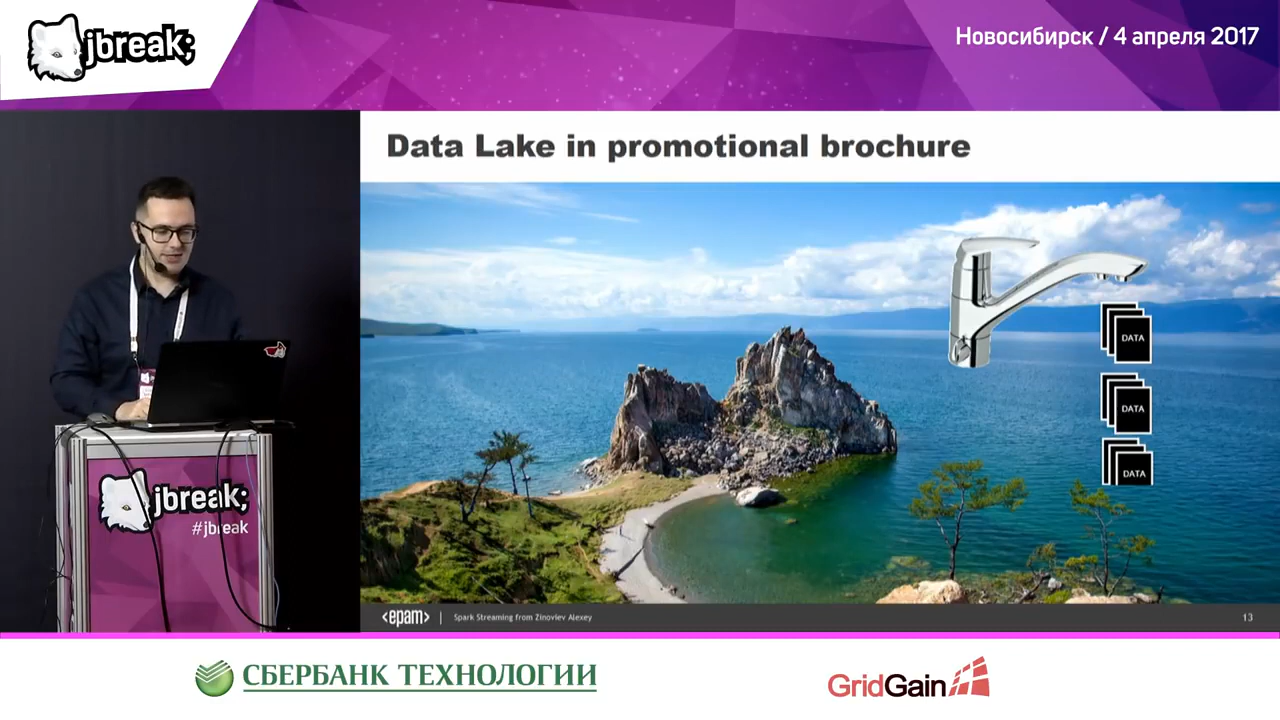 jbreak;
Новосибирск / 4 апреля 2017
Data Lake in promotional brochure
DATA
DATA
DATA
jbreak;
#jbreak
<epam>
Spark Streaming from Zinoviev Alexey
13
СБЕРБАНК ТЕХНОЛОГИИ
GridGain